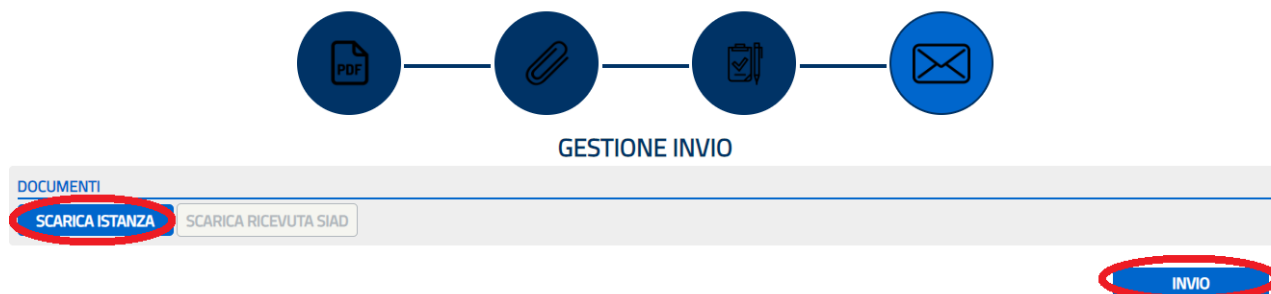 PDF
GESTIONE INVIO
DOCUMENTI
SCARICA ISTANZA SCARICA RICEVUTA SIAD
INVIO